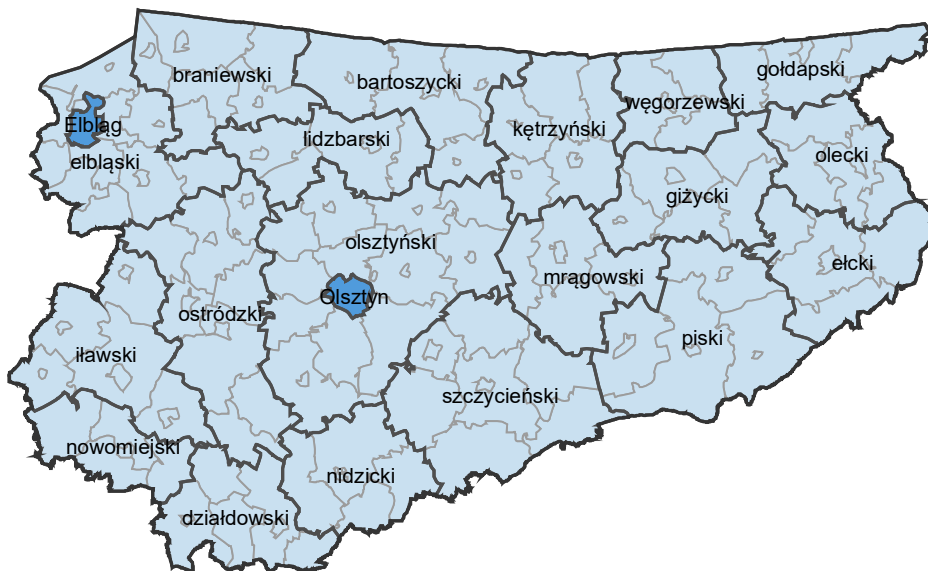 gołdapski
braniewski
bartoszycki
węgorzewski
Elbląg
kętrzyński
lidzbarski
olecki
elbląski
giżycki
olsztyński
ełcki
mrągowski
Olsztyn
ostródzki
piski
iławski
szczycieński
nowomiejski
nidzicki
działdowski